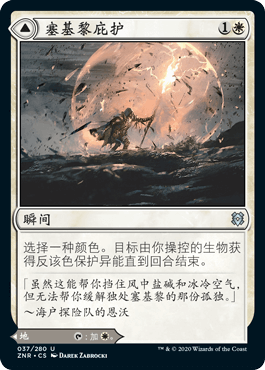 塞基黎庇护
1
瞬间
选择一种颜色。目标由你操控的生物获
得反该色保护异能直到回合结束。
「虽然这能帮你挡住风中盐碱和冰冷空气,
但无法帮你缓解独处塞基黎的那份孤独。」
~海户探险队的恩沃
地
:加 。
037/280 U
ZNR • CS DAREK ZABROCKI
™ & © 2020 Wizards of the Coast